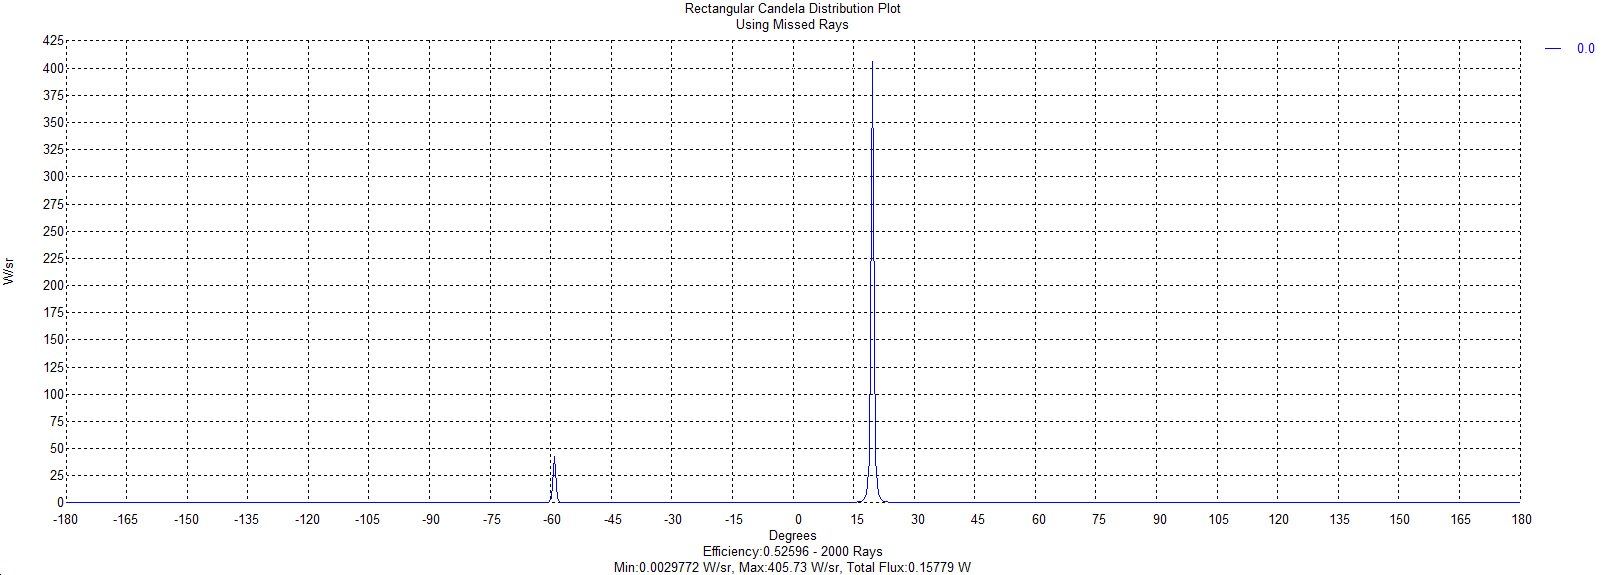 Rectangular Candela Distribution Plot
Using Missed Rays
0.0
425
400
375
350
325
300
275
250
225
200
175
150
125
100
75
50
25
0
W/sr
-180 -165 -150 -135 -120 -105 -90 -75 -60 -45 -30 -15 0 15 30 45 60 75 90 105 120 135 150 165 180
Degrees
Efficiency:0.52596 - 2000 Rays
Min:0.0029772 W/sr, Max:405.73 W/sr, Total Flux:0.15779 W